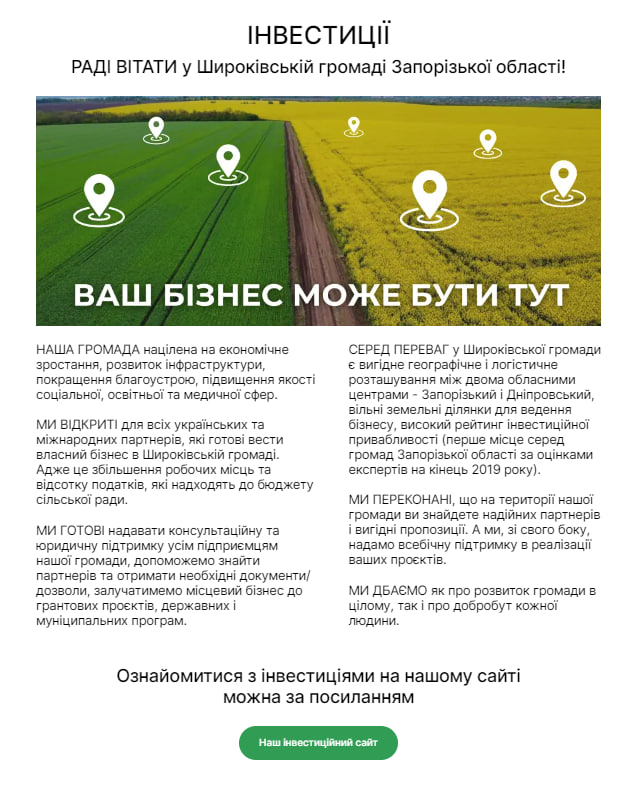 ІНВЕСТИЦІЇ
РАДІ ВІТАТИ у Широківській громаді Запорізької області!
ВАШ БІЗНЕС МОЖЕ БУТИ ТУТ
НАША ГРОМАДА націлена на економічне
зростання, розвиток інфраструктури,
покращення благоустрою, підвищення якості
соціальної, освітньої та медичної сфер.
МИ ВІДКРИТІ для всіх українських та
міжнародних партнерів, які готові вести
власний бізнес в Широківській громаді.
Адже це збільшення робочих місць та
відсотку податків, які надходять до бюджету
сільської ради.
МИ ГОТОВІ надавати консультаційну та
юридичну підтримку усім підприємцям
нашої громади, допоможемо знайти
партнерів та отримати необхідні документи/
дозволи, залучатимемо місцевий бізнес до
грантових проєктів, державних і
муніципальних програм.
СЕРЕД ПЕРЕВАГ у Широківської громади
є вигідне географічне і логістичне
розташування між двома обласними
центрами - Запорізький і Дніпровський,
вільні земельні ділянки для ведення
бізнесу, високий рейтинг інвестиційної
привабливості (перше місце серед
громад Запорізької області за оцінками
експертів на кінець 2019 року).
МИ ПЕРЕКОНАНІ, що на території нашої
громади ви знайдете надійних партнерів
і вигідні пропозиції. А ми, зі свого боку,
надамо всебічну підтримку в реалізації
ваших проєктів.
МИ ДБАЄМО як про розвиток громади в
цілому, так і про добробут кожної
людини.
Ознайомитися з інвестиціями на нашому сайті
можна за посиланням
Наш інвестиційний сайт